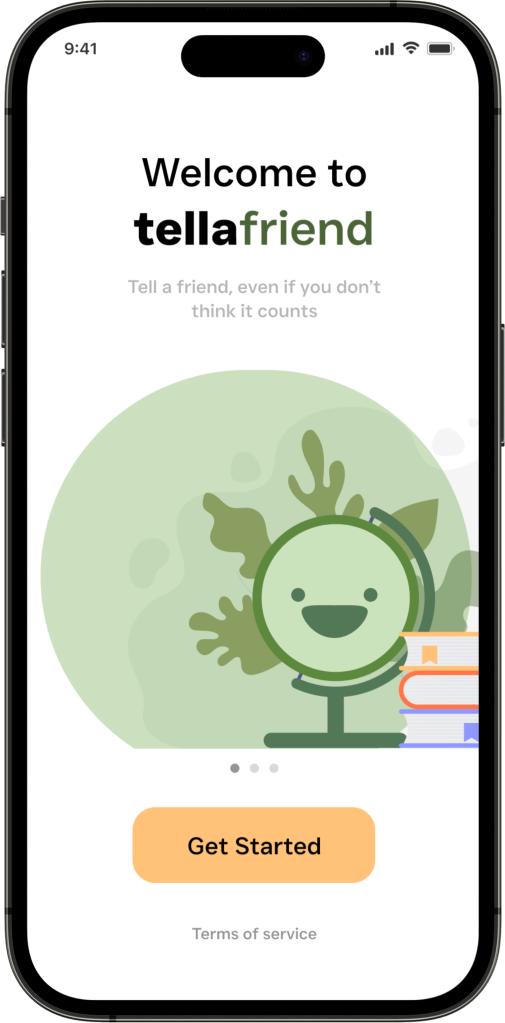 9:41
Welcome to
tellafriend
Tell a friend, even if you don't
think it counts
Get Started
Terms of service